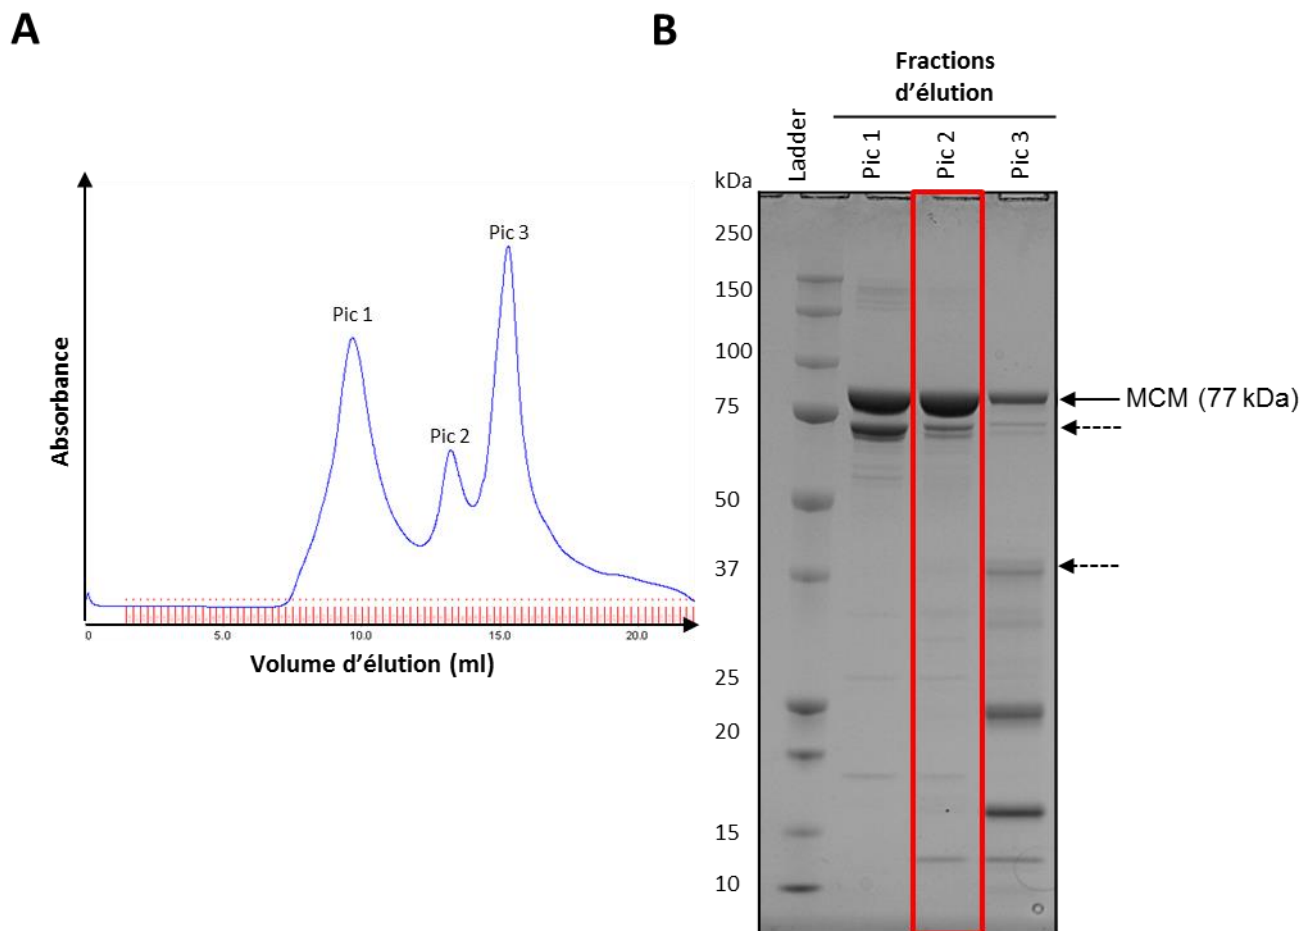 A
Absorbance
Pic 1
Pic 2
Pic 3
0
5.0
10.0
15.0
20.0
Volume d'élution (ml)
B
Fractions
d'élution
Ladder
Pic 1
Pic 2
Pic 3
kDa
250
150
100
75
50
37
25
20
15
10
MCM (77 kDa)